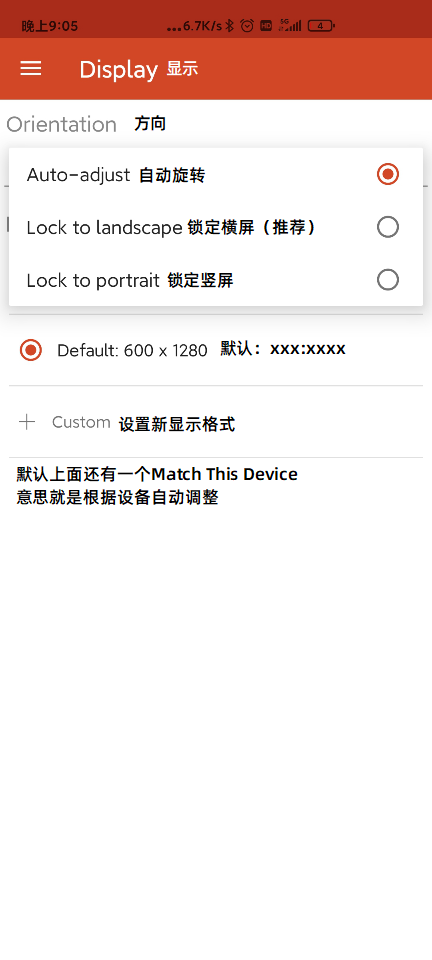 晚上9:05 ...6.7K/s HD 5G 4
Display 显示
Orientation 方向
Auto-adjust 自动旋转
Lock to landscape 锁定横屏（推荐）
Lock to portrait 锁定竖屏
Default: 600 x 1280 默认：xxx:xxxx
Custom 设置新显示格式
默认上面还有一个Match This Device
意思就是根据设备自动调整